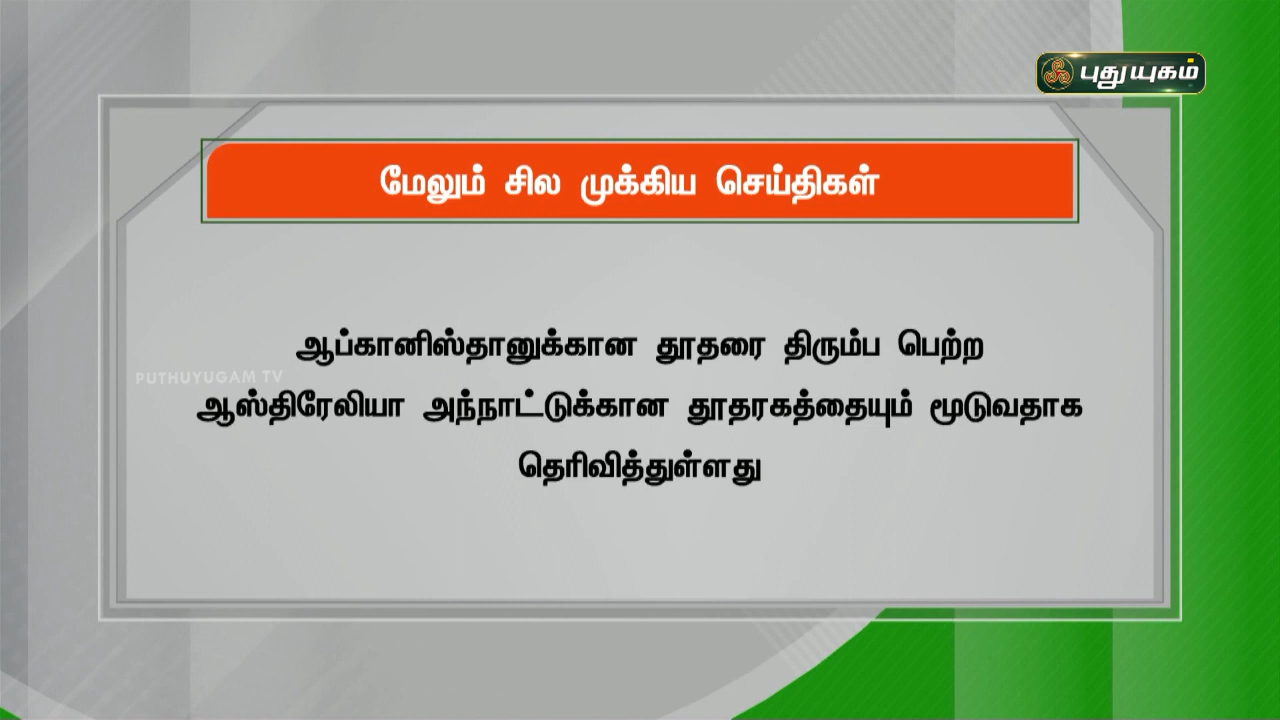 புதுயுகம்
மேலும் சில முக்கிய செய்திகள்
ஆப்கானிஸ்தானுக்கான தூதரை திரும்ப பெற்ற
PUTHUYUGAM TV
ஆஸ்திரேலியா அந்நாட்டுக்கான தூதரகத்தையும் மூடுவதாக
தெரிவித்துள்ளது